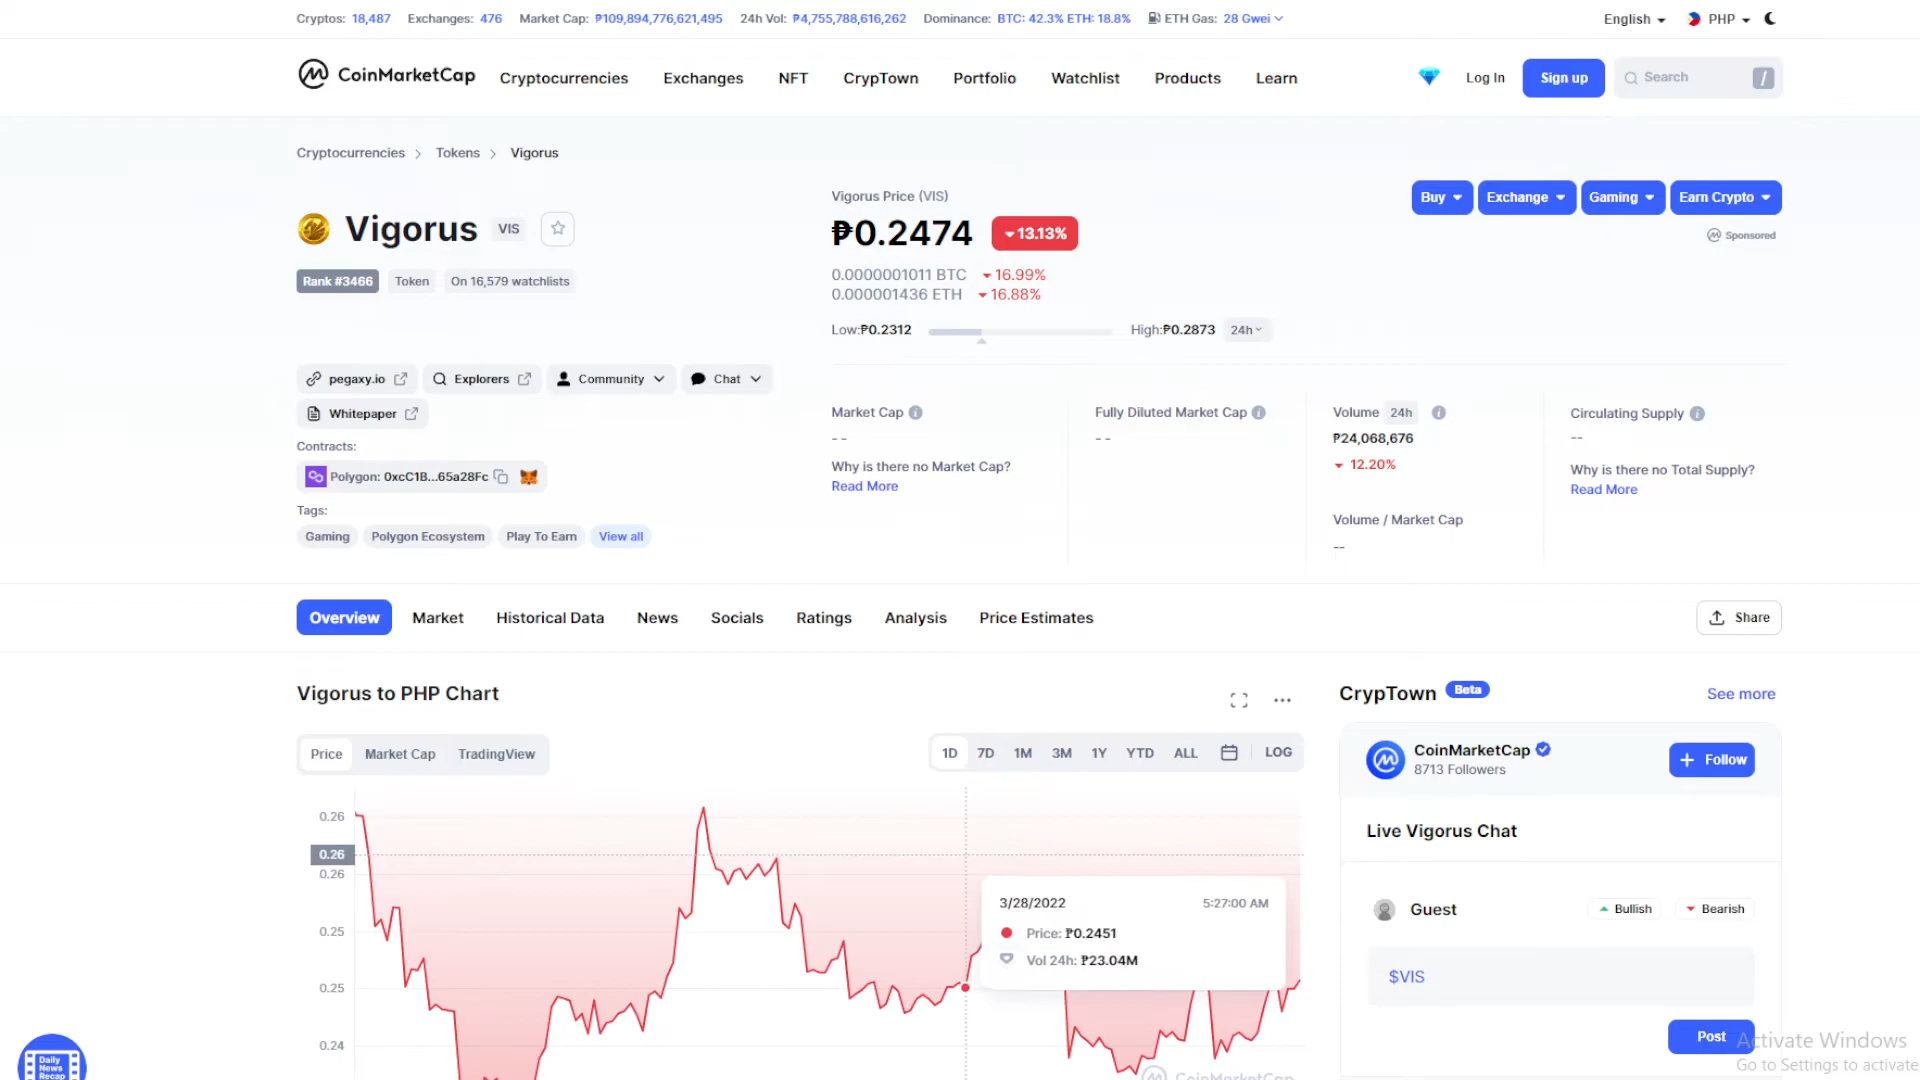 Cryptos: 18,487 Exchanges: 476 Market Cap: ₱109,894,776,621,495 24h Vol: ₱4,755,788,616,262 Dominance: BTC: 42.3% ETH: 18.8% ETH Gas: 28 Gwei English PHP
CoinMarketCap Cryptocurrencies Exchanges NFT CrypTown Portfolio Watchlist Products Learn Log In Sign up Search /
Cryptocurrencies > Tokens > Vigorus
Vigorus VIS
Rank #3466 Token On 16,579 watchlists
pegaxy.io Explorers Community Chat
Whitepaper
Contracts:
Polygon: 0xcC1B...65a28Fc
Tags:
Gaming Polygon Ecosystem Play To Earn View all
Vigorus Price (VIS)
₱0.2474 13.13%
0.0000001011 BTC 16.99%
0.000001436 ETH 16.88%
Low:₱0.2312 High:₱0.2873 24h
Buy Exchange Gaming Earn Crypto
Sponsored
Market Cap
- -
Why is there no Market Cap?
Read More
Fully Diluted Market Cap
- -
Volume 24h
₱24,068,676
12.20%
Volume / Market Cap
--
Circulating Supply
--
Why is there no Total Supply?
Read More
Overview Market Historical Data News Socials Ratings Analysis Price Estimates Share
Vigorus to PHP Chart
Price Market Cap TradingView 1D 7D 1M 3M 1Y YTD ALL LOG
0.26
0.26
0.26
0.25
0.25
0.24
3/28/2022 5:27:00 AM
Price: ₱0.2451
Vol 24h: ₱23.04M
CoinMarketCap
CrypTown Beta See more
CoinMarketCap
8713 Followers
+ Follow
Live Vigorus Chat
Guest Bullish Bearish
$VIS
Post
Activate Windows
Go to Settings to activate
Daily
News
Recap